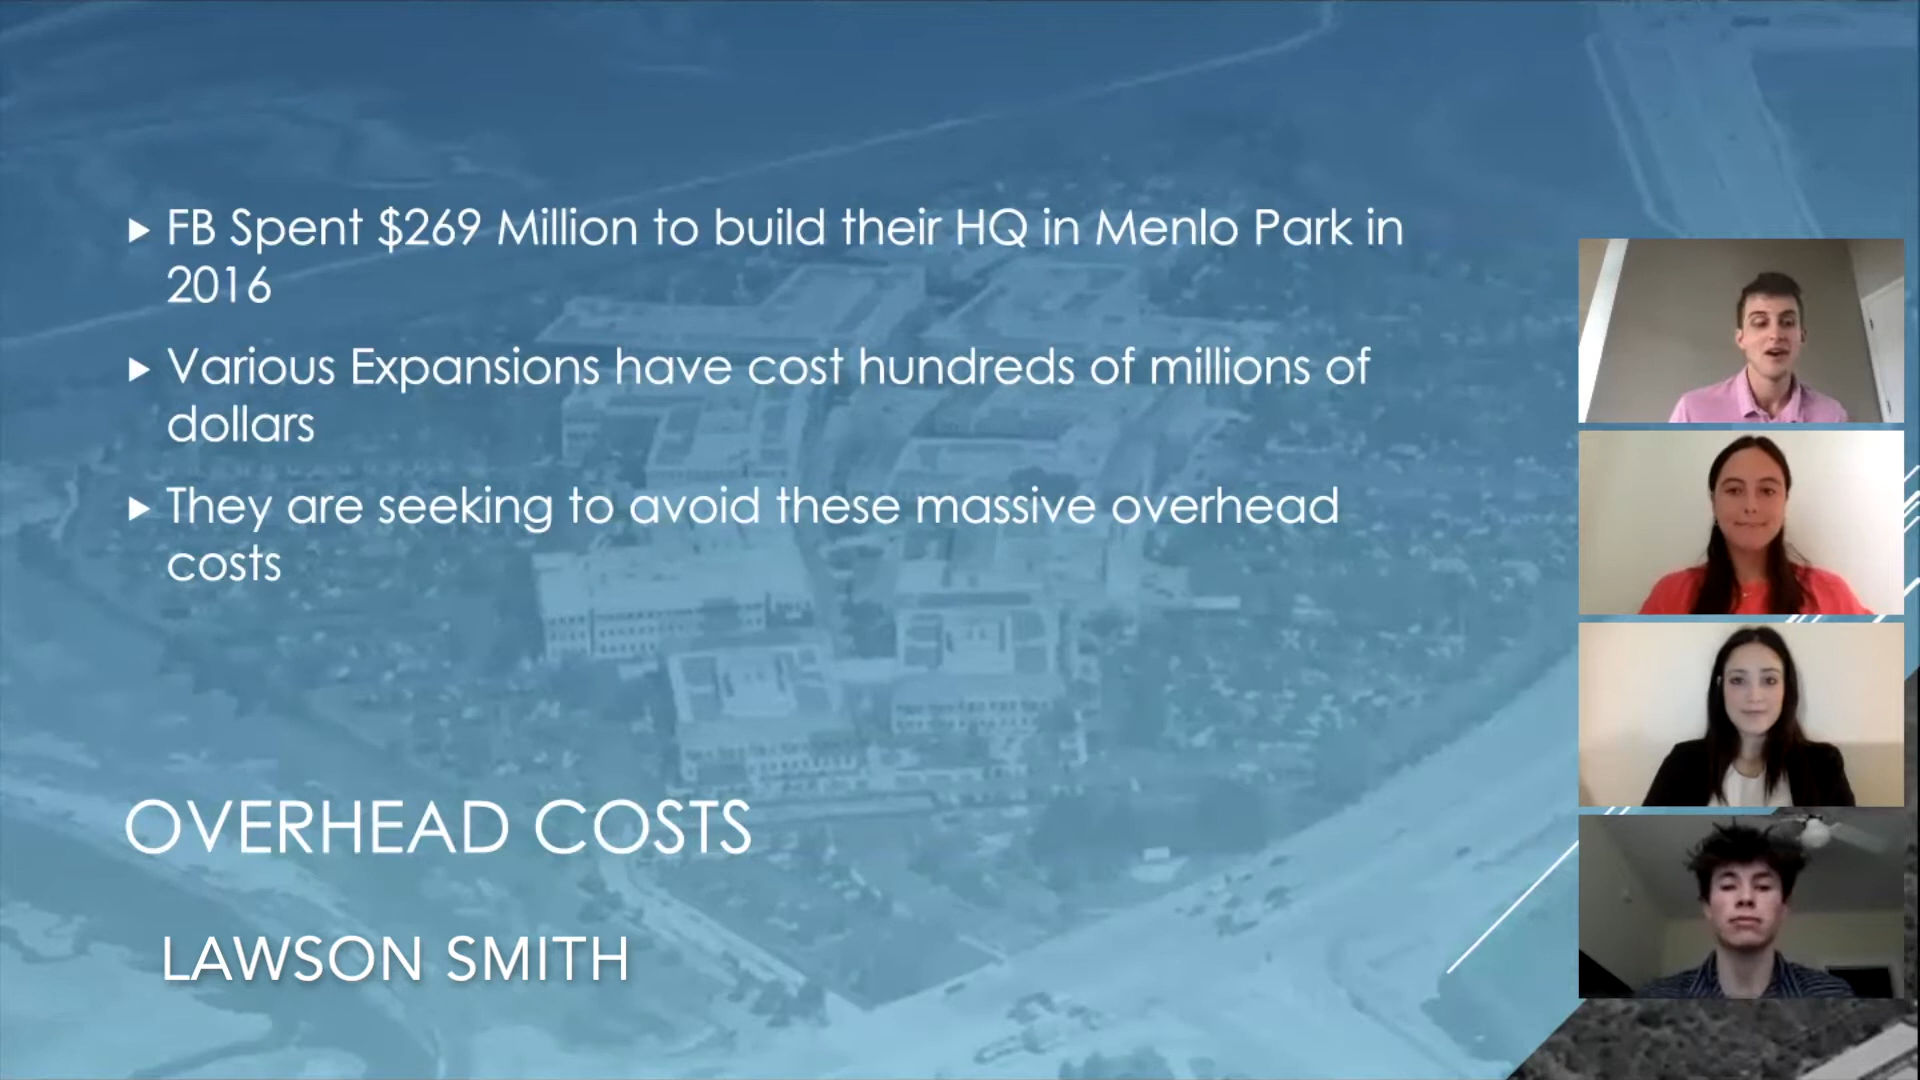 FB Spent $269 Million to build their HQ in Menlo Park in
2016
Various Expansions have cost hundreds of millions of
dollars
They are seeking to avoid these massive overhead
costs
OVERHEAD COSTS
LAWSON SMITH